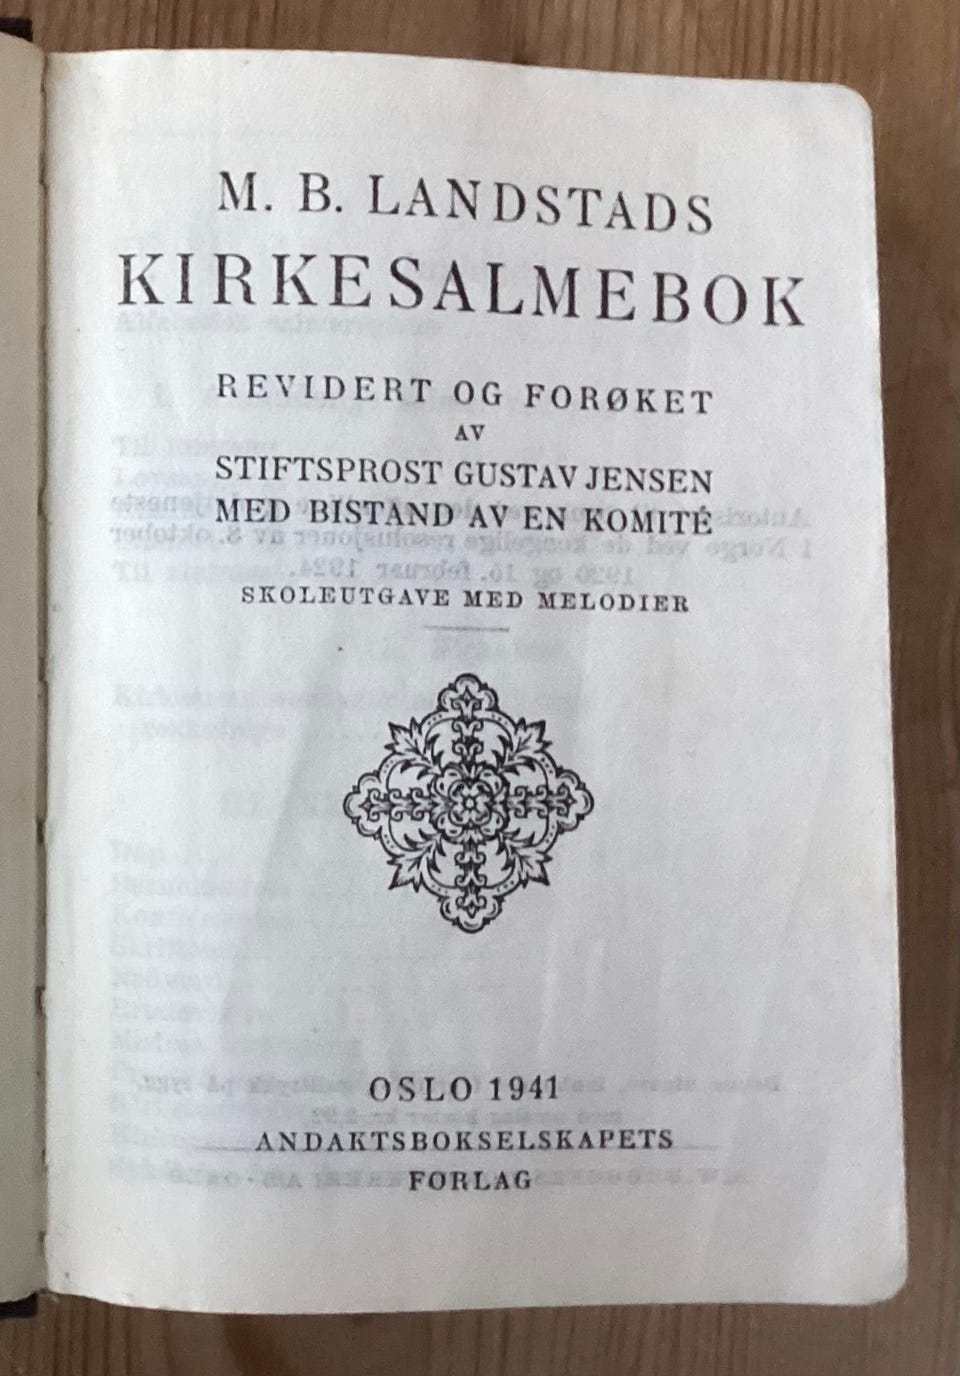 M. B. LANDSTADS
KIRKESALMEBOK
REVIDERT OG FORØKET
AV
STIFTSPROST GUSTAV JENSEN
MED BISTAND AV EN KOMITÉ
SKOLEUTGAVE MED MELODIER
OSLO 1941
ANDAKTSBOKSELSKAPETS
FORLAG